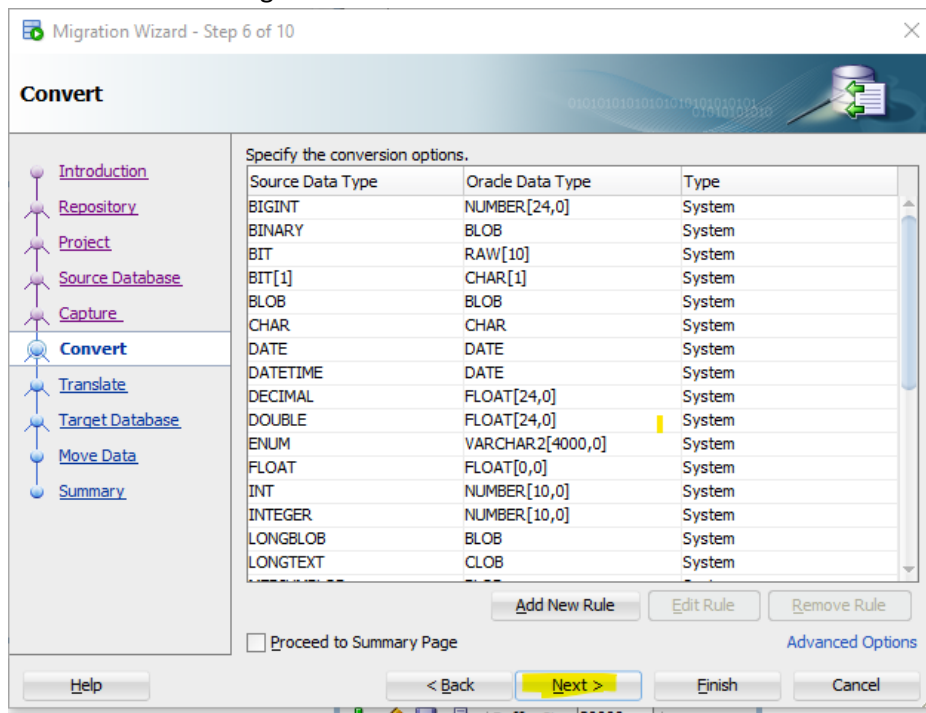 Migration Wizard - Step 6 of 10
Convert
Introduction
Repository
Project
Source Database
Capture
Convert
Translate
Target Database
Move Data
Summary
Specify the conversion options.
Source Data Type Oracle Data Type Type
BIGINT NUMBER[24,0] System
BINARY BLOB System
BIT RAW[10] System
BIT[1] CHAR[1] System
BLOB BLOB System
CHAR CHAR System
DATE DATE System
DATETIME DATE System
DECIMAL FLOAT[24,0] System
DOUBLE FLOAT[24,0] System
ENUM VARCHAR2[4000,0] System
FLOAT FLOAT[0,0] System
INT NUMBER[10,0] System
INTEGER NUMBER[10,0] System
LONGBLOB BLOB System
LONGTEXT CLOB System
Add New Rule Edit Rule Remove Rule
Proceed to Summary Page Advanced Options
Help < Back Next > Finish Cancel